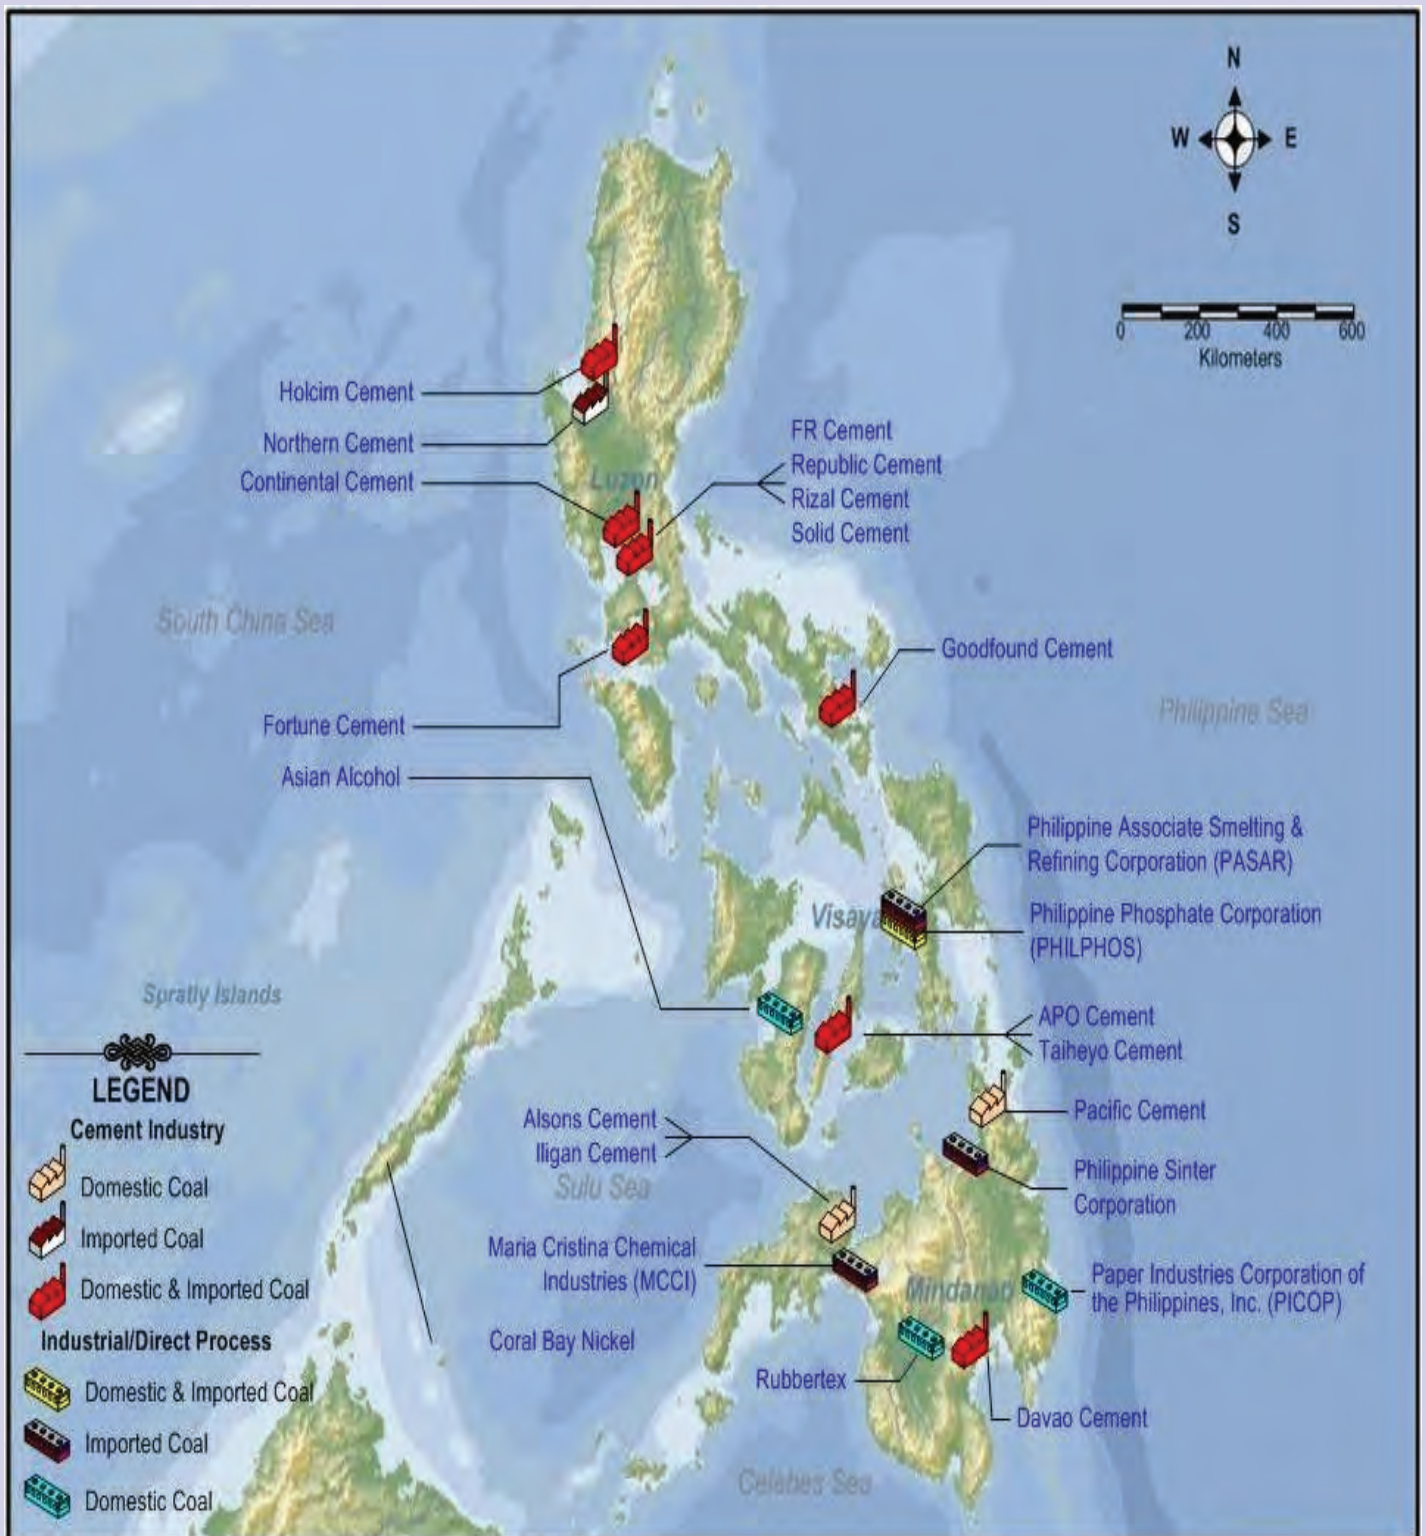 N
W
E
S
0 200 400 600
Kilometers
Holcim Cement
Northern Cement
Continental Cement
FR Cement
Republic Cement
Rizal Cement
Solid Cement
Luzon
South China Sea
Goodfound Cement
Philippine Sea
Fortune Cement
Asian Alcohol
Philippine Associate Smelting &
Refining Corporation (PASAR)
Visaya
Philippine Phosphate Corporation
(PHILPHOS)
Spratly Islands
APO Cement
Taiheyo Cement
Pacific Cement
Alsons Cement
Iligan Cement
Sulu Sea
Philippine Sinter
Corporation
Maria Cristina Chemical
Industries (MCCI)
Mindanao
Paper Industries Corporation of
the Philippines, Inc. (PICOP)
Coral Bay Nickel
Rubbertex
Davao Cement
Celebes Sea
LEGEND
Cement Industry
Domestic Coal
Imported Coal
Domestic & Imported Coal
Industrial/Direct Process
Domestic & Imported Coal
Imported Coal
Domestic Coal